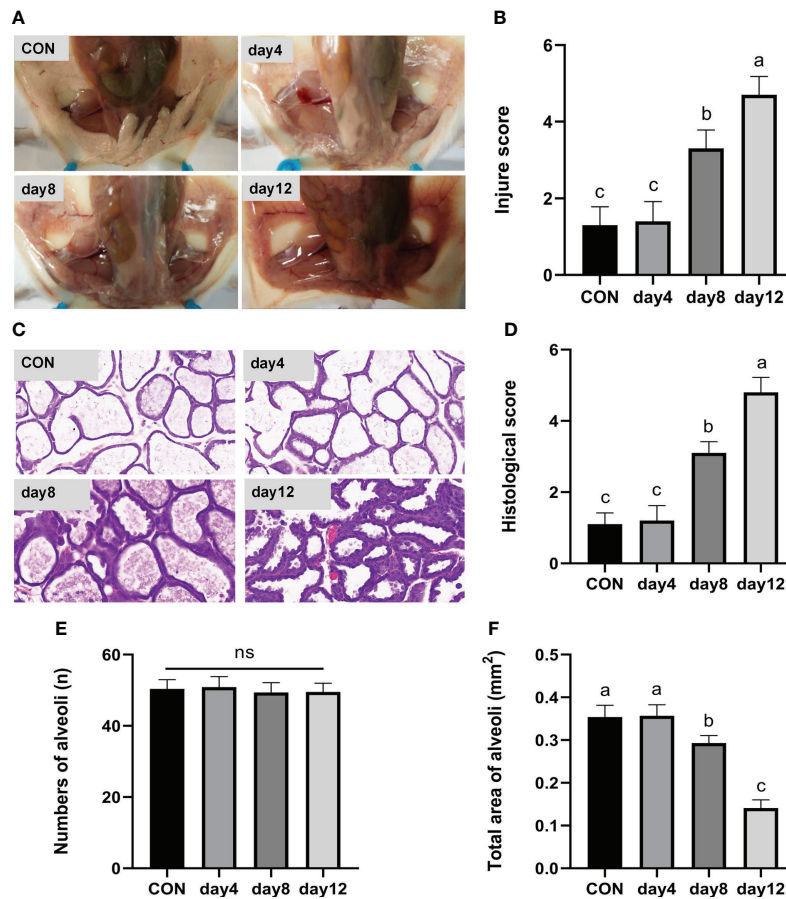 A
CON
day4
day8
day12
B
Injure score
6
4
2
0
c
c
b
a
CON
day4
day8
day12
C
CON
day4
day8
day12
D
Histological score
6
4
2
0
c
c
b
a
CON
day4
day8
day12
E
Numbers of alveoli (n)
60
40
20
0
ns
CON
day4
day8
day12
F
Total area of alveoli (mm²)
0.5
0.4
0.3
0.2
0.1
0.0
a
a
b
c
CON
day4
day8
day12